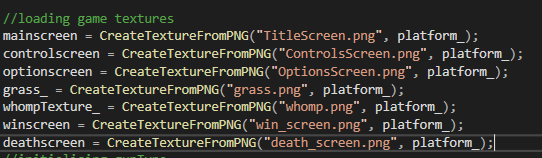 //loading game textures
mainscreen = CreateTextureFromPNG("TitleScreen.png", platform_);
controlscreen = CreateTextureFromPNG("ControlsScreen.png", platform_);
optionscreen = CreateTextureFromPNG("OptionsScreen.png", platform_);
grass_ = CreateTextureFromPNG("grass.png", platform_);
whompTexture_ = CreateTextureFromPNG("whomp.png", platform_);
winscreen = CreateTextureFromPNG("win_screen.png", platform_);
deathscreen = CreateTextureFromPNG("death_screen.png", platform_);